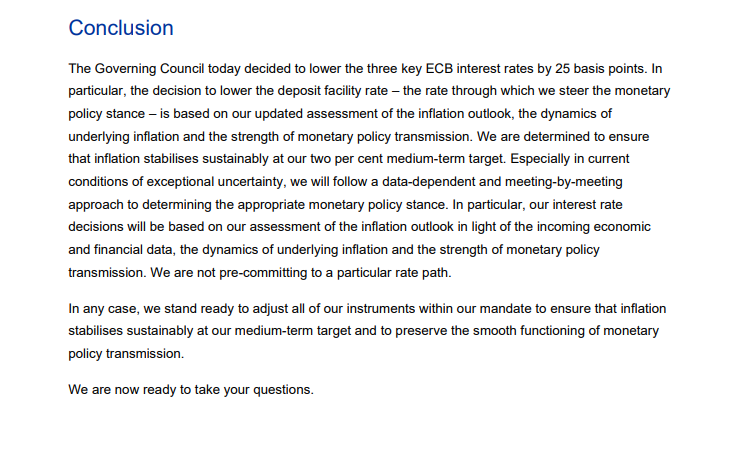 Conclusion
The Governing Council today decided to lower the three key ECB interest rates by 25 basis points. In
particular, the decision to lower the deposit facility rate – the rate through which we steer the monetary
policy stance – is based on our updated assessment of the inflation outlook, the dynamics of
underlying inflation and the strength of monetary policy transmission. We are determined to ensure
that inflation stabilises sustainably at our two per cent medium-term target. Especially in current
conditions of exceptional uncertainty, we will follow a data-dependent and meeting-by-meeting
approach to determining the appropriate monetary policy stance. In particular, our interest rate
decisions will be based on our assessment of the inflation outlook in light of the incoming economic
and financial data, the dynamics of underlying inflation and the strength of monetary policy
transmission. We are not pre-committing to a particular rate path.
In any case, we stand ready to adjust all of our instruments within our mandate to ensure that inflation
stabilises sustainably at our medium-term target and to preserve the smooth functioning of monetary
policy transmission.
We are now ready to take your questions.